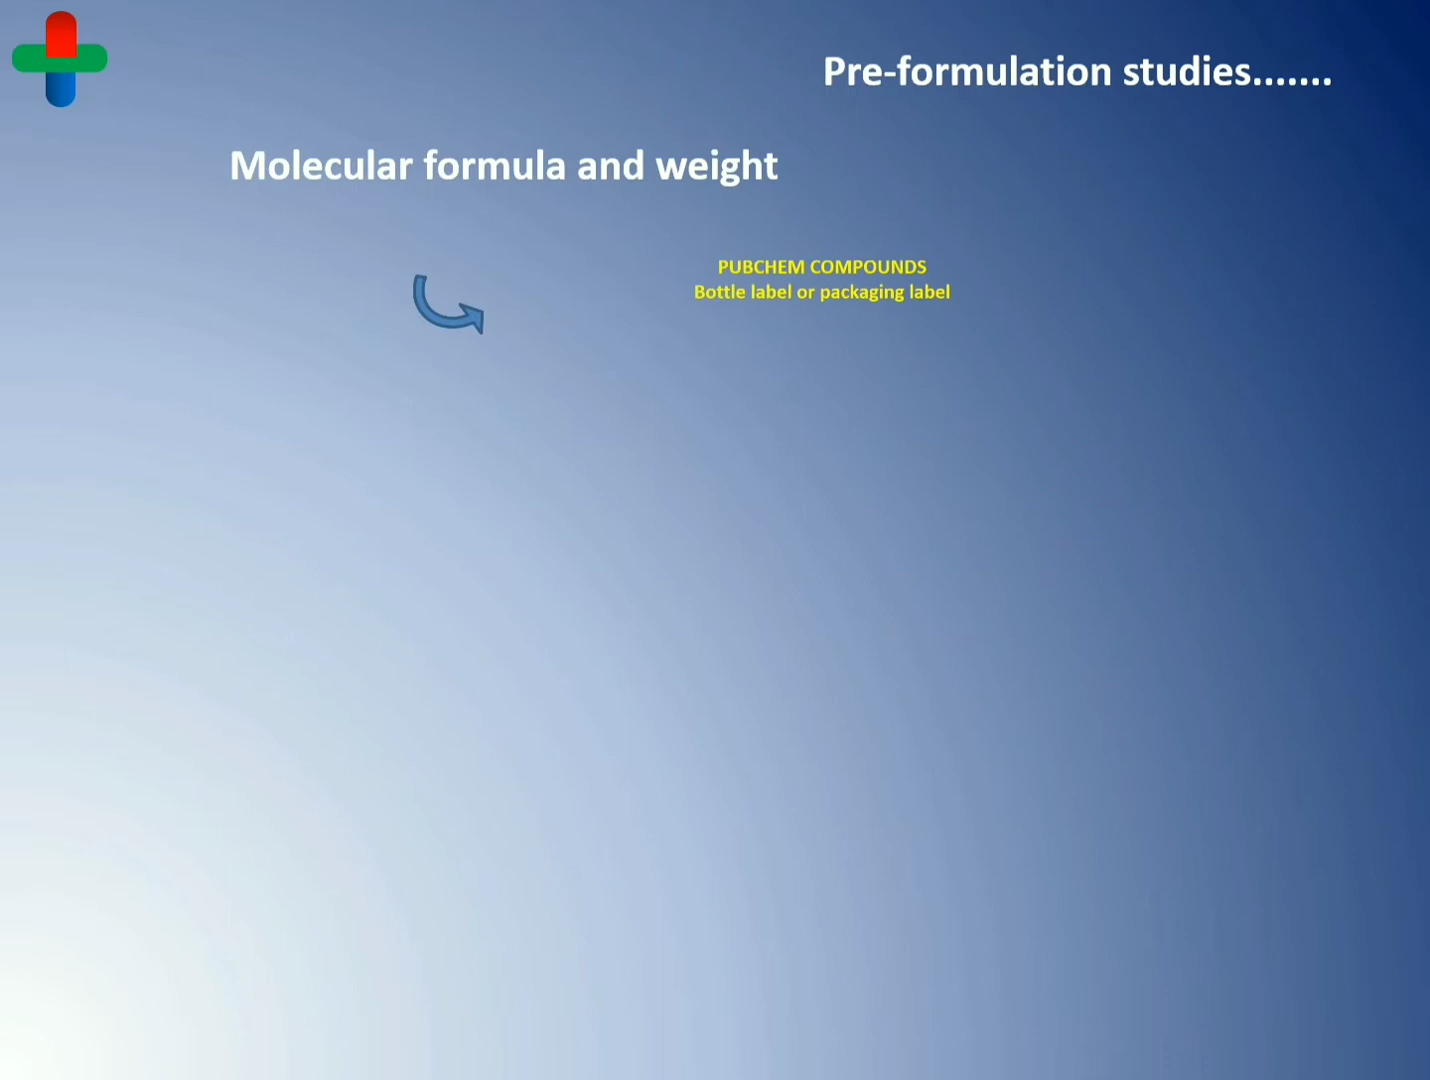 Pre-formulation studies.......
Molecular formula and weight
PUBCHEM COMPOUNDS
Bottle label or packaging label